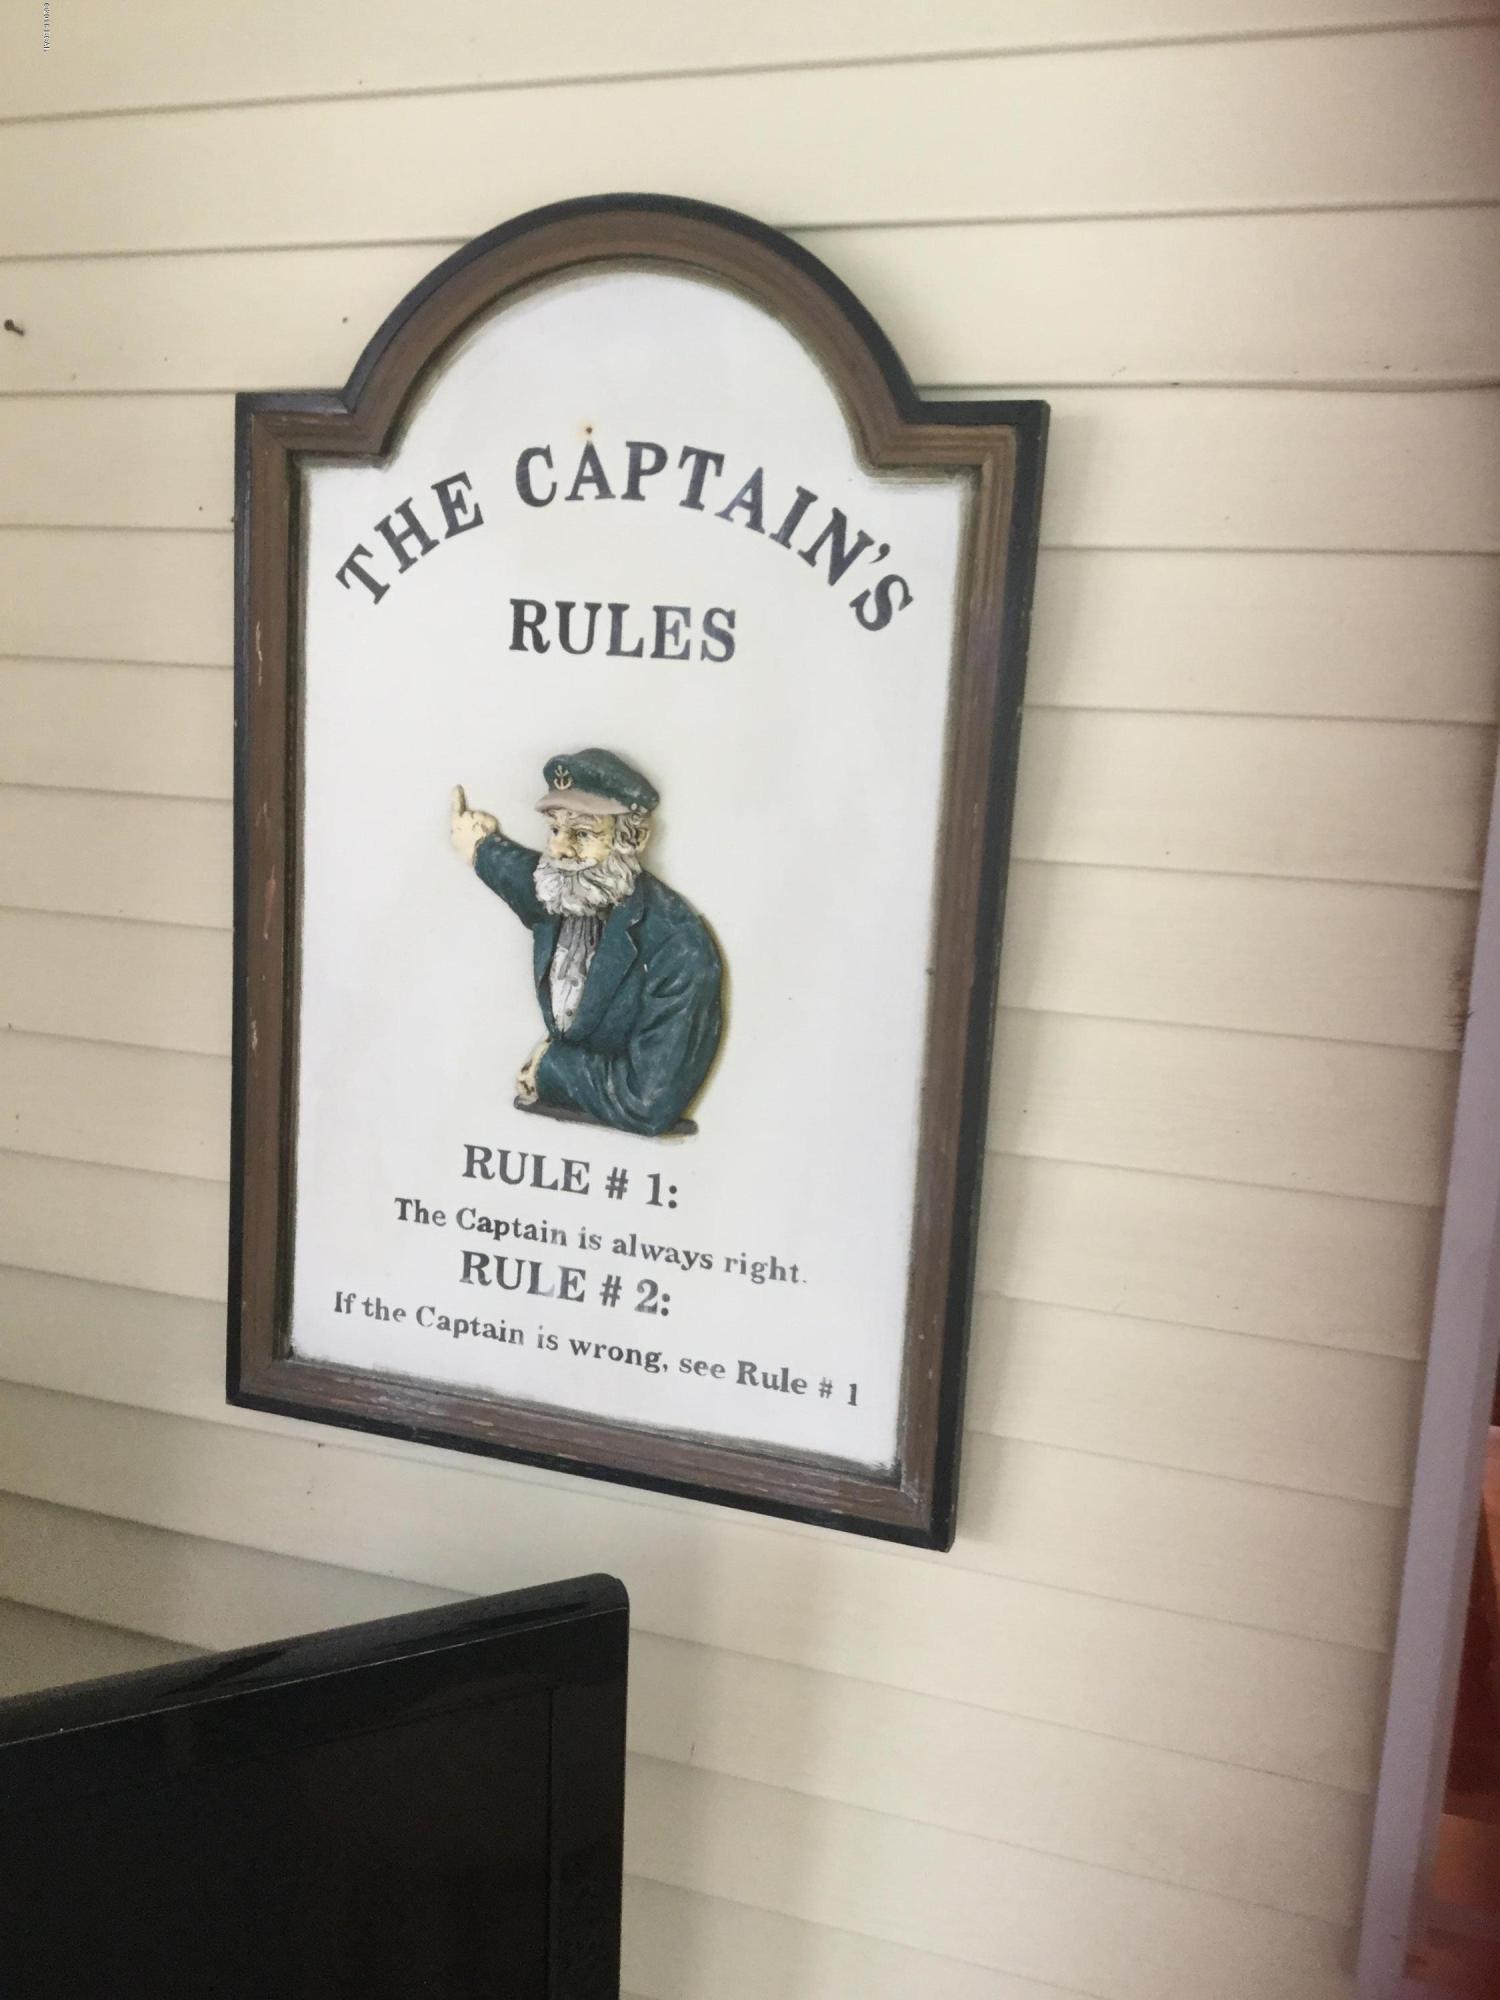 THE CAPTAIN'S
RULES
RULE # 1:
The Captain is always right.
RULE # 2:
If the Captain is wrong, see Rule # 1